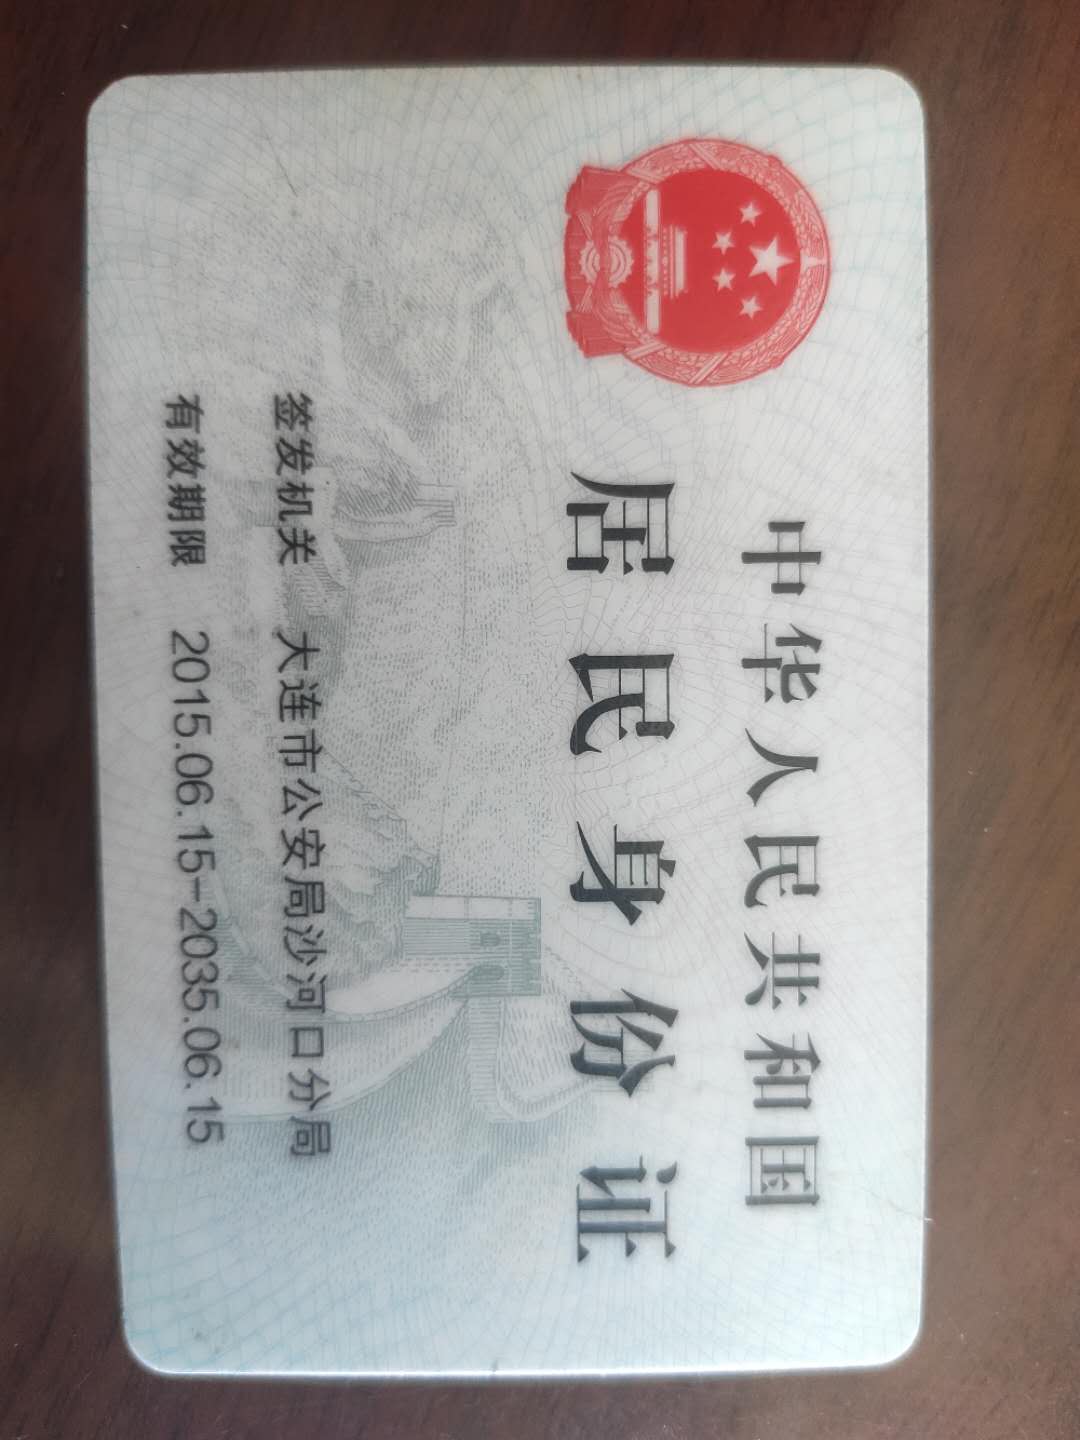 中华人民共和国
居民身份证
签发机关 大连市公安局沙河口分局
有效期限 2015.06.15-2035.06.15